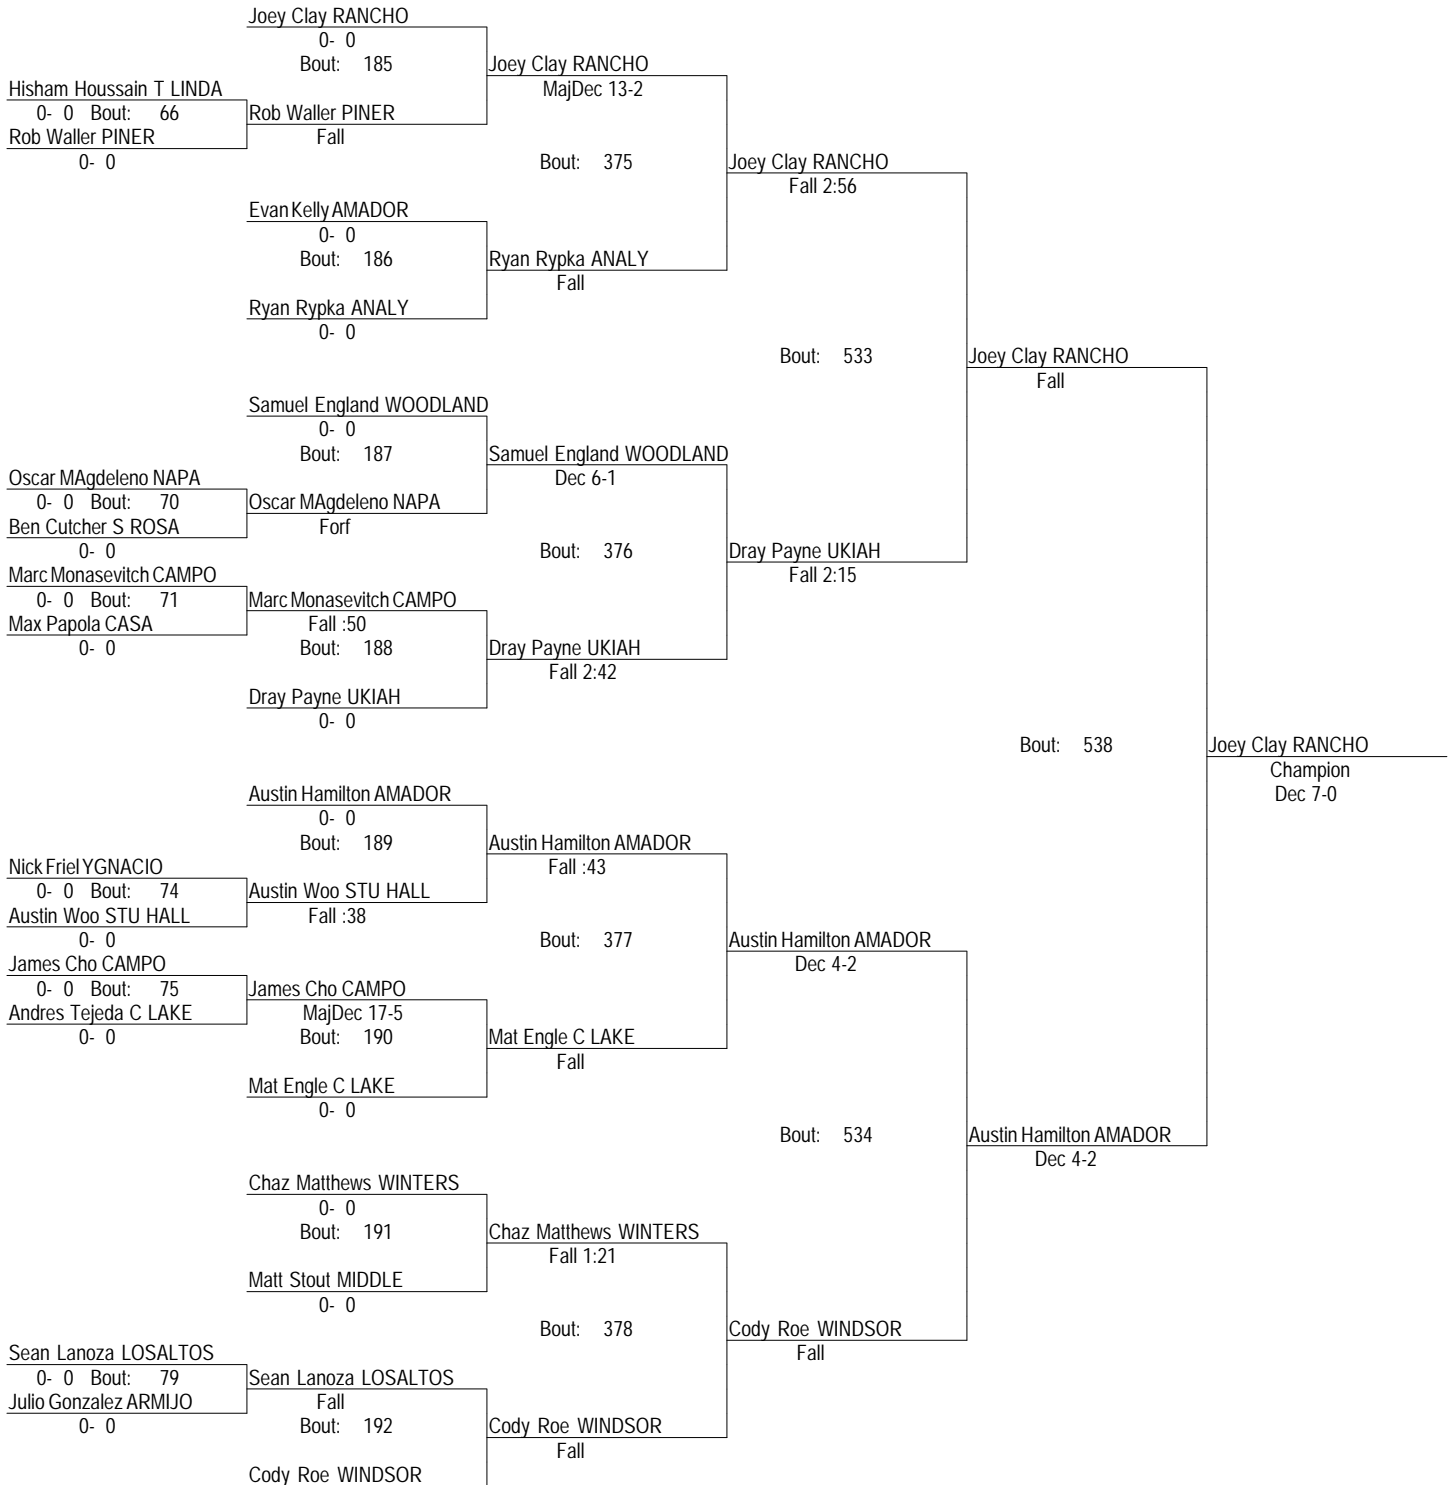 Joey Clay RANCHO
0- 0
Bout: 185
Joey Clay RANCHO
MajDec 13-2
Hisham Houssain T LINDA
0- 0 Bout: 66
Rob Waller PINER
Fall
Rob Waller PINER
0- 0
Bout: 375
Joey Clay RANCHO
Fall 2:56
Evan Kelly AMADOR
0- 0
Bout: 186
Ryan Rypka ANALY
Fall
Ryan Rypka ANALY
0- 0
Bout: 533
Joey Clay RANCHO
Fall
Samuel England WOODLAND
0- 0
Bout: 187
Samuel England WOODLAND
Dec 6-1
Oscar MAgdeleno NAPA
0- 0 Bout: 70
Oscar MAgdeleno NAPA
Forf
Ben Cutcher S ROSA
0- 0
Bout: 376
Dray Payne UKIAH
Fall 2:15
Marc Monasevitch CAMPO
0- 0 Bout: 71
Marc Monasevitch CAMPO
Fall :50
Max Papola CASA
0- 0
Bout: 188
Dray Payne UKIAH
Fall 2:42
Dray Payne UKIAH
0- 0
Bout: 538
Joey Clay RANCHO
Champion
Dec 7-0
Austin Hamilton AMADOR
0- 0
Bout: 189
Austin Hamilton AMADOR
Fall :43
Nick Friel YGNACIO
0- 0 Bout: 74
Austin Woo STU HALL
Fall :38
Austin Woo STU HALL
0- 0
Bout: 377
Austin Hamilton AMADOR
Dec 4-2
James Cho CAMPO
0- 0 Bout: 75
James Cho CAMPO
MajDec 17-5
Andres Tejeda C LAKE
0- 0
Bout: 190
Mat Engle C LAKE
Fall
Mat Engle C LAKE
0- 0
Bout: 534
Austin Hamilton AMADOR
Dec 4-2
Chaz Matthews WINTERS
0- 0
Bout: 191
Chaz Matthews WINTERS
Fall 1:21
Matt Stout MIDDLE
0- 0
Bout: 378
Cody Roe WINDSOR
Fall
Sean Lanoza LOSALTOS
0- 0 Bout: 79
Sean Lanoza LOSALTOS
Fall
Julio Gonzalez ARMIJO
0- 0
Bout: 192
Cody Roe WINDSOR
Fall
Cody Roe WINDSOR